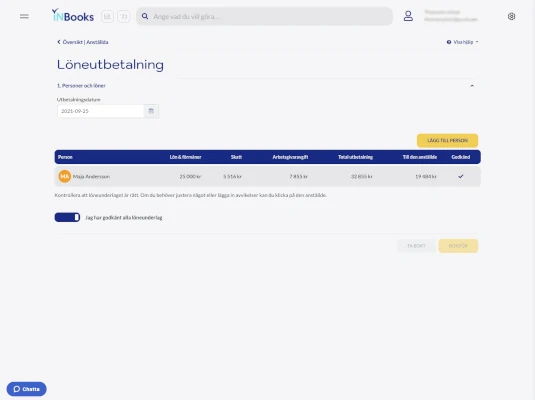 INBooks
Ange vad du vill göra...
Översikt | Anställda
Visa hjälp
Löneutbetalning
1. Personer och löner
Utbetalningsdatum
2021-09-25
LÄGG TILL PERSON
Person Lön & förmåner Skatt Arbetsgivaravgift Total utbetalning Till den anställde Godkänd
MA Maja Andersson 25 000 kr 5 516 kr 7 855 kr 32 855 kr 19 484 kr
Kontrollera att löneunderlaget är rätt. Om du behöver justera något eller lägga in avvikelser kan du klicka på den anställde.
Jag har godkänt alla löneunderlag
TA BORT
BOKFÖR
Chatta